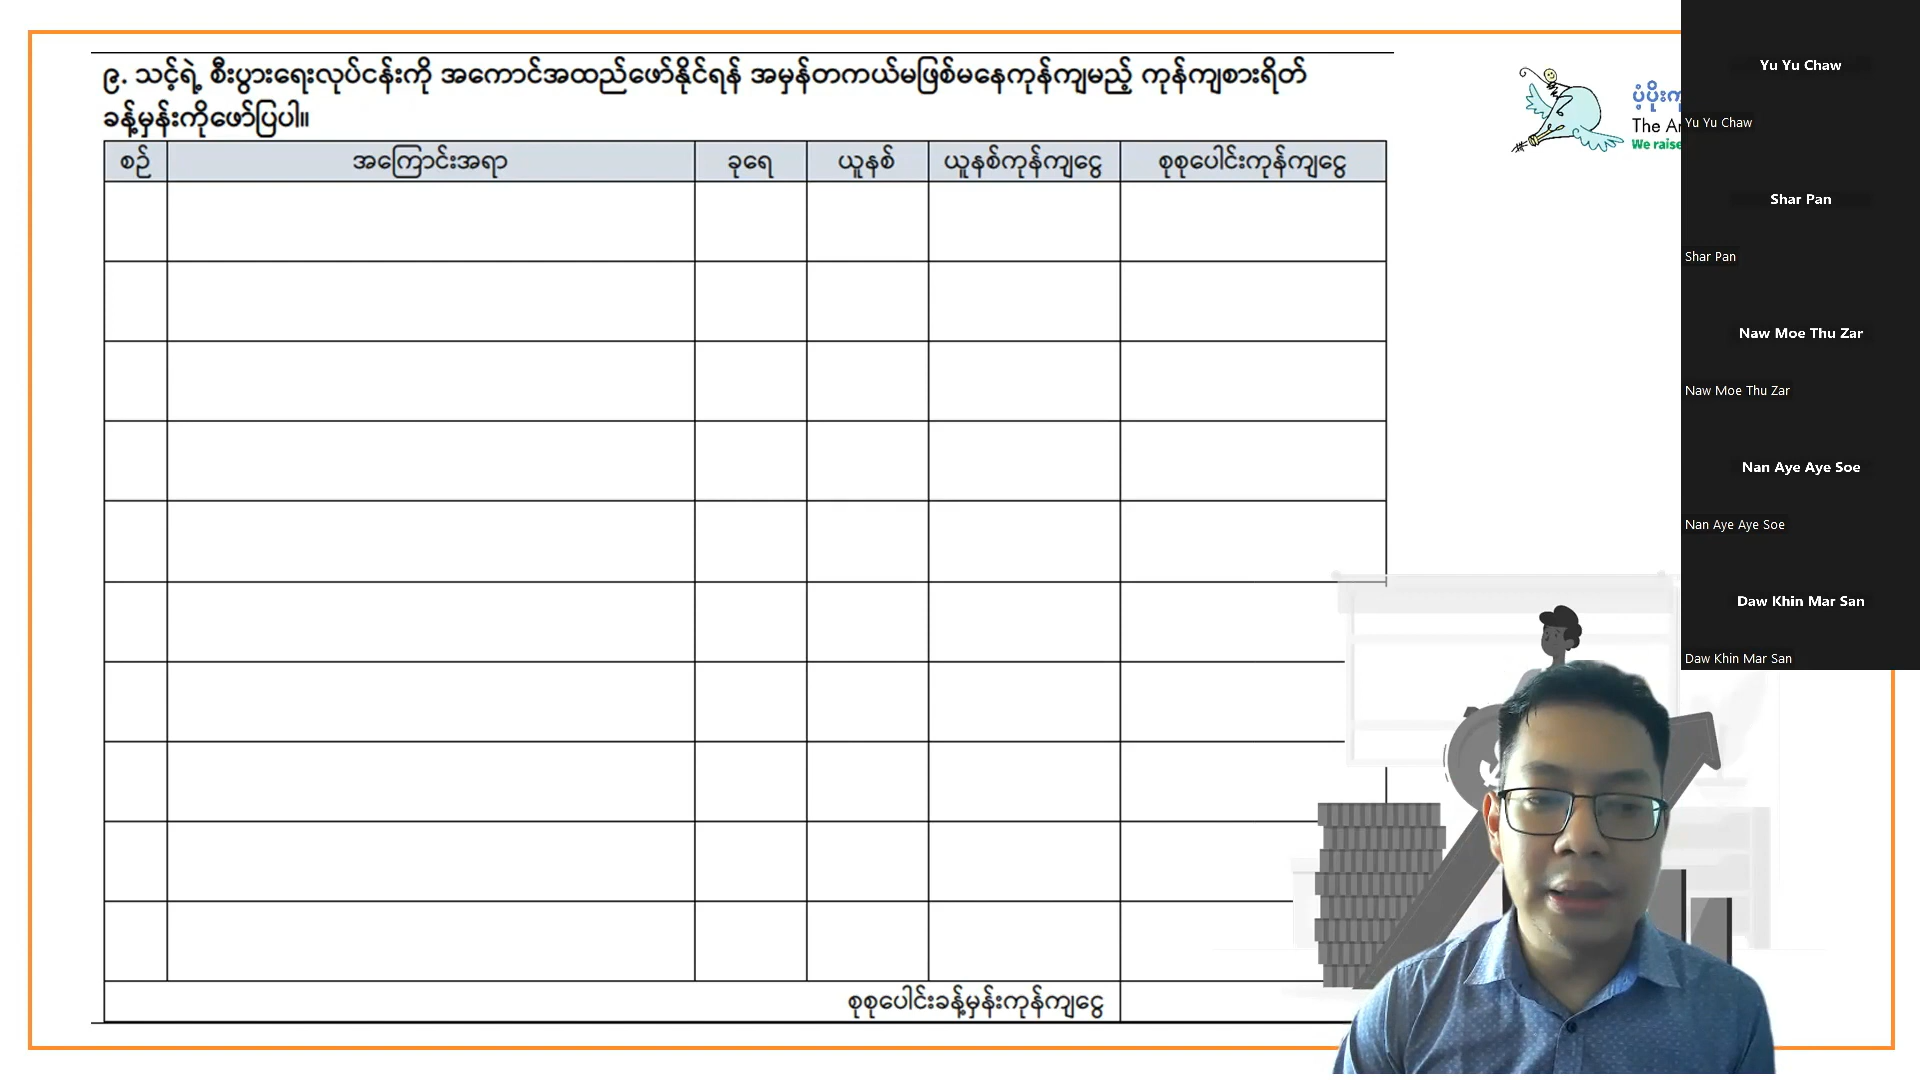 ၉. သင့်ရဲ့ စီးပွားရေးလုပ်ငန်းကို အကောင်အထည်ဖော်နိုင်ရန် အမှန်တကယ်မဖြစ်မနေကုန်ကျမည့် ကုန်ကျစားရိတ်
ခန့်မှန်းကိုဖော်ပြပါ။
စဉ် အကြောင်းအရာ ခုရေ ယူနစ် ယူနစ်ကုန်ကျငွေ စုစုပေါင်းကုန်ကျငွေ
စုစုပေါင်းခန့်မှန်းကုန်ကျငွေ
ပံ့ပိုးကူ
The
We raise
Yu Yu Chaw
Yu Yu Chaw
Shar Pan
Shar Pan
Naw Moe Thu Zar
Naw Moe Thu Zar
Nan Aye Aye Soe
Nan Aye Aye Soe
Daw Khin Mar San
Daw Khin Mar San